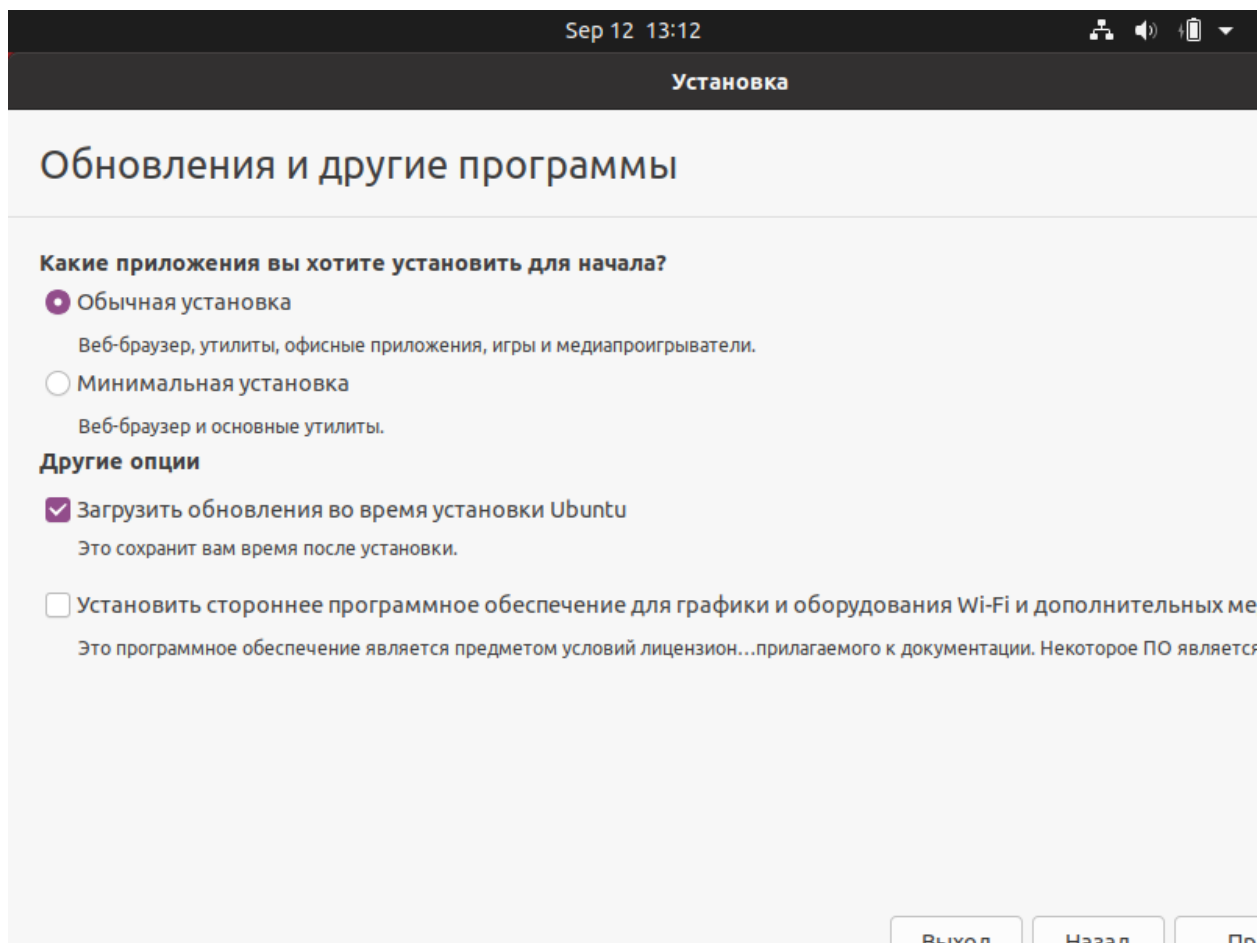 Sep 12 13:12
Установка
Обновления и другие программы
Какие приложения вы хотите установить для начала?
Обычная установка
Веб-браузер, утилиты, офисные приложения, игры и медиапроигрыватели.
Минимальная установка
Веб-браузер и основные утилиты.
Другие опции
Загрузить обновления во время установки Ubuntu
Это сохранит вам время после установки.
Установить стороннее программное обеспечение для графики и оборудования Wi-Fi и дополнительных ме
Это программное обеспечение является предметом условий лицензион...прилагаемого к документации. Некоторое ПО является
Выход Назад Пр